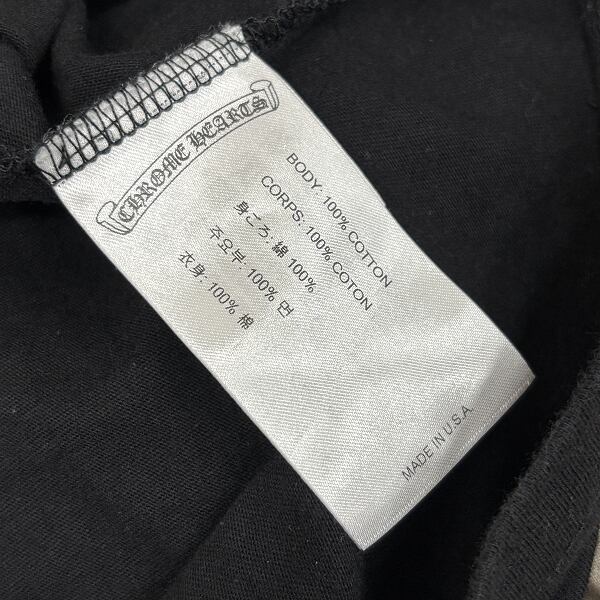 CHROME HEARTS
BODY: 100% COTTON
CORPS: 100% COTON
身ごろ: 綿 100%
주요부: 100% 면
衣身: 100% 棉
MADE IN U.S.A.